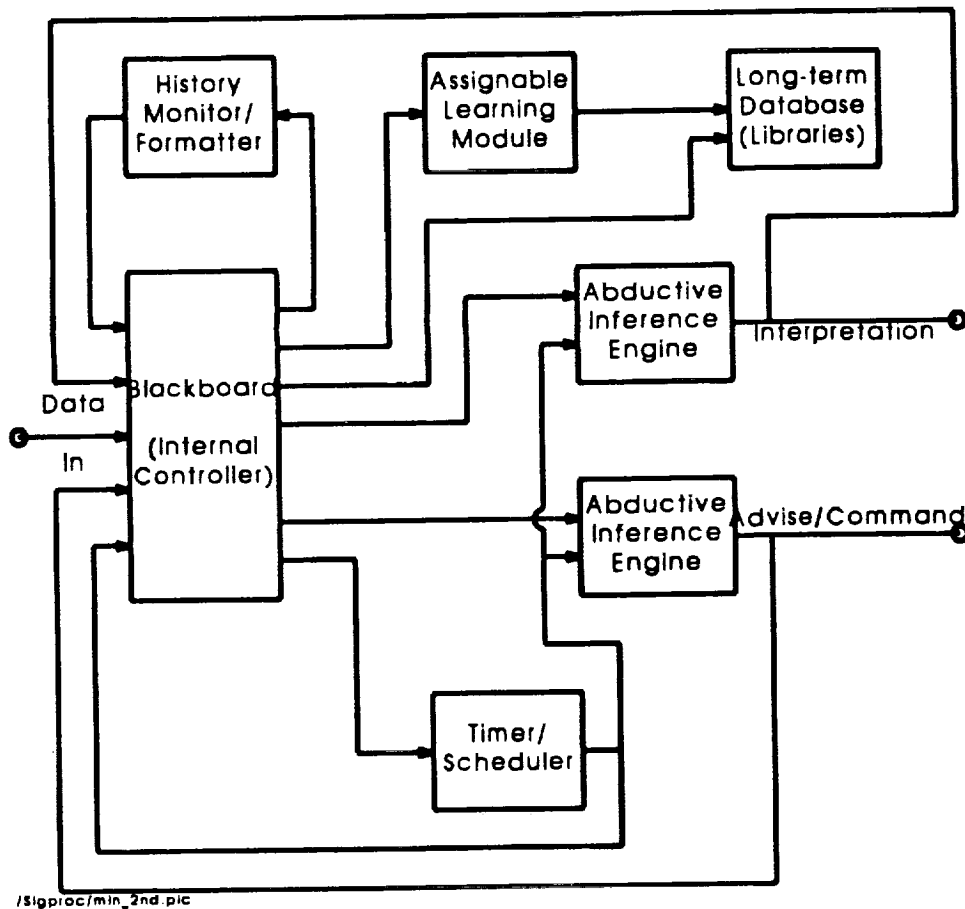 History
Monitor/
Formatter
Assignable
Learning
Module
Long-term
Database
(Libraries)
Abductive
Inference
Engine
Interpretation
Blackboard
(Internal
Controller)
Data
In
Abductive
Inference
Engine
Advise/Command
Timer/
Scheduler
/Sigproc/min_2nd.pic